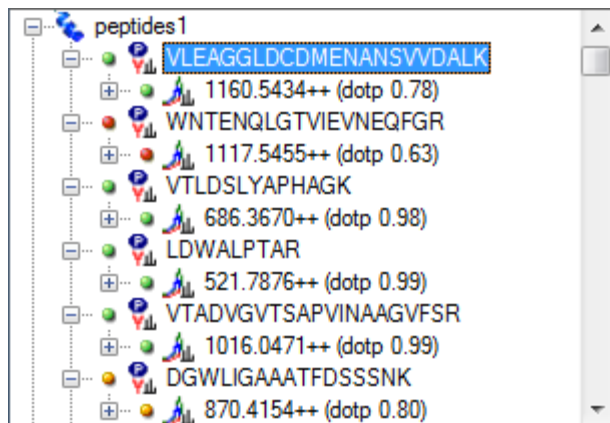 peptides1
VLEAGGLDCDMENANSVVDALK
1160.5434++ (dotp 0.78)
WNTENQLGTVIEVNEQFGR
1117.5455++ (dotp 0.63)
VTLDSLYAPHAGK
686.3670++ (dotp 0.98)
LDWALPTAR
521.7876++ (dotp 0.99)
VTADVGVTSAPVINAAGVFSR
1016.0471++ (dotp 0.99)
DGWLIGAAATFDSSSNK
870.4154++ (dotp 0.80)